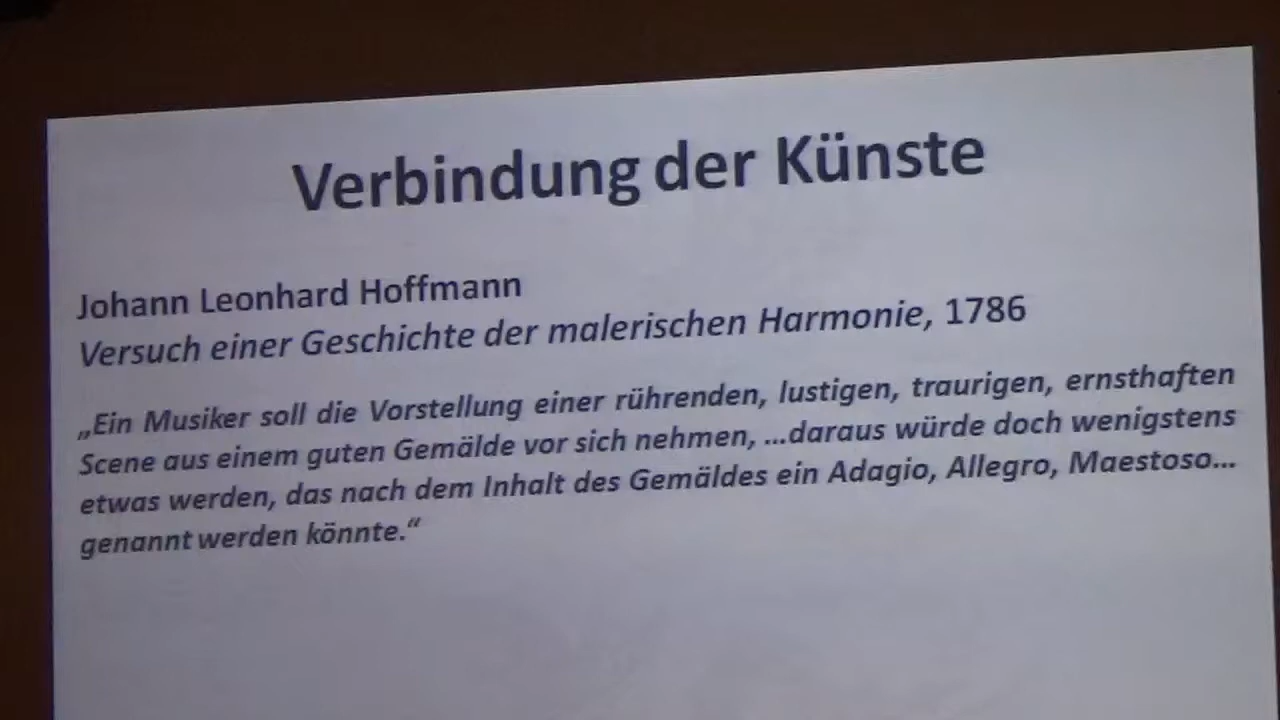 Verbindung der Künste
Johann Leonhard Hoffmann
Versuch einer Geschichte der malerischen Harmonie, 1786
„Ein Musiker soll die Vorstellung einer rührenden, lustigen, traurigen, ernsthaften
Scene aus einem guten Gemälde vor sich nehmen, ...daraus würde doch wenigstens
etwas werden, das nach dem Inhalt des Gemäldes ein Adagio, Allegro, Maestoso...
genannt werden könnte.“